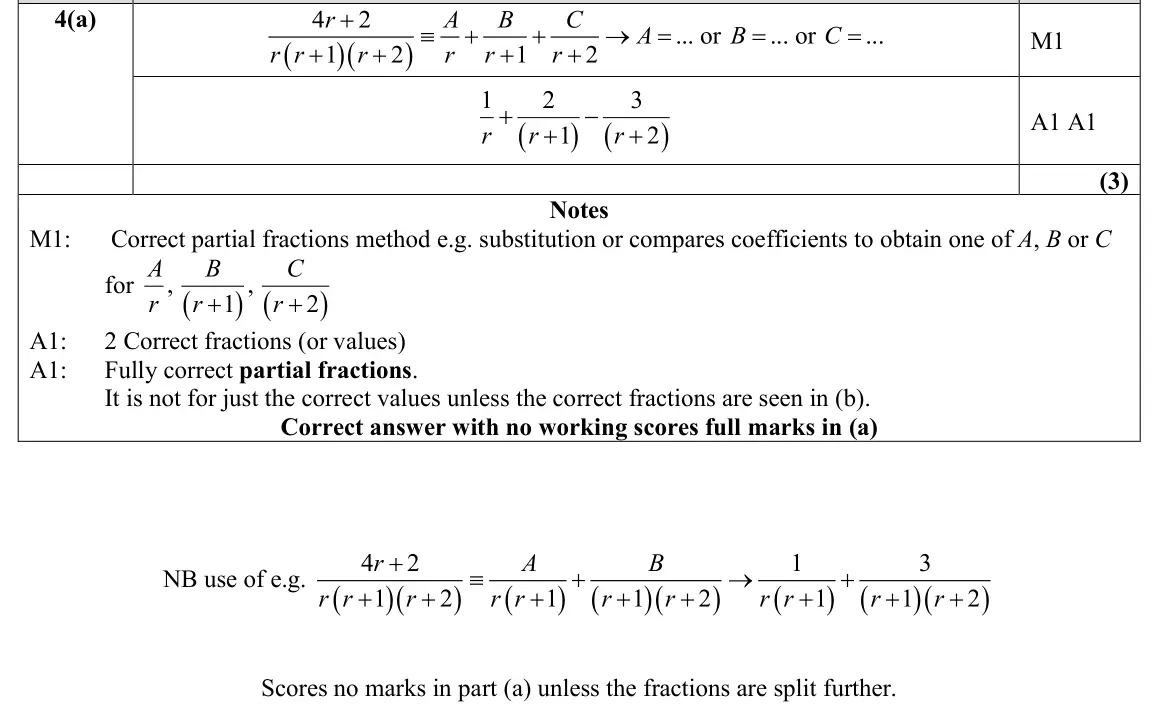 4(a)
(4r + 2)/(r(r+1)(r+2)) ≡ A/r + B/(r+1) + C/(r+2) → A = ... or B = ... or C = ...
M1
1/r + 2/(r+1) − 3/(r+2)
A1 A1
(3)
Notes
M1: Correct partial fractions method e.g. substitution or compares coefficients to obtain one of A, B or C
for A/r, B/(r+1), C/(r+2)
A1: 2 Correct fractions (or values)
A1: Fully correct partial fractions.
It is not for just the correct values unless the correct fractions are seen in (b).
Correct answer with no working scores full marks in (a)
NB use of e.g. (4r + 2)/(r(r+1)(r+2)) ≡ A/(r(r+1)) + B/((r+1)(r+2)) → 1/(r(r+1)) + 3/((r+1)(r+2))
Scores no marks in part (a) unless the fractions are split further.